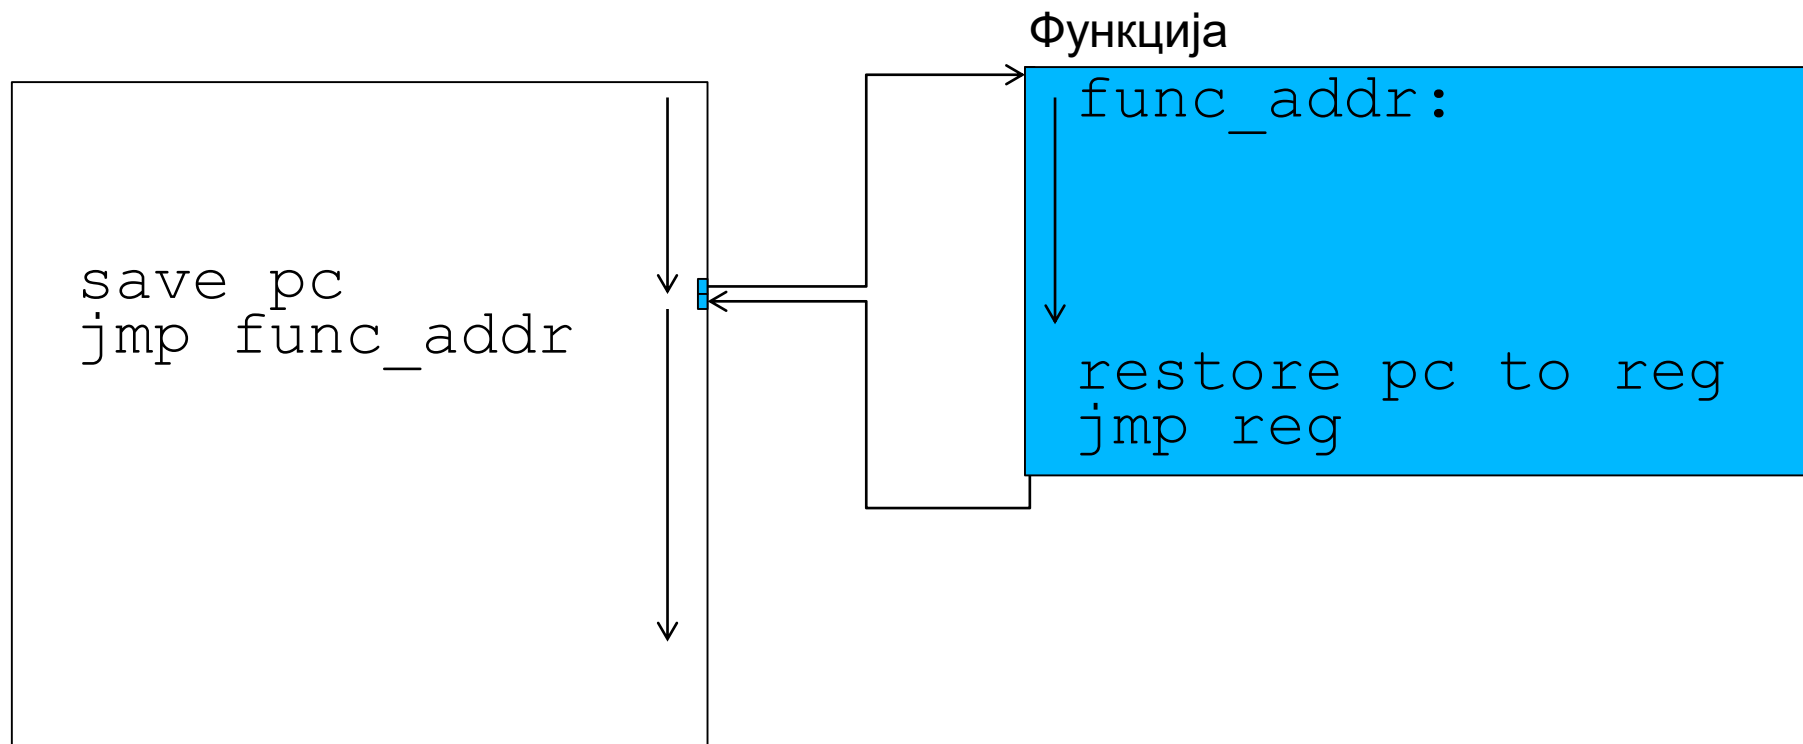 Функција
func_addr:
save pc
jmp func_addr
restore pc to reg
jmp reg